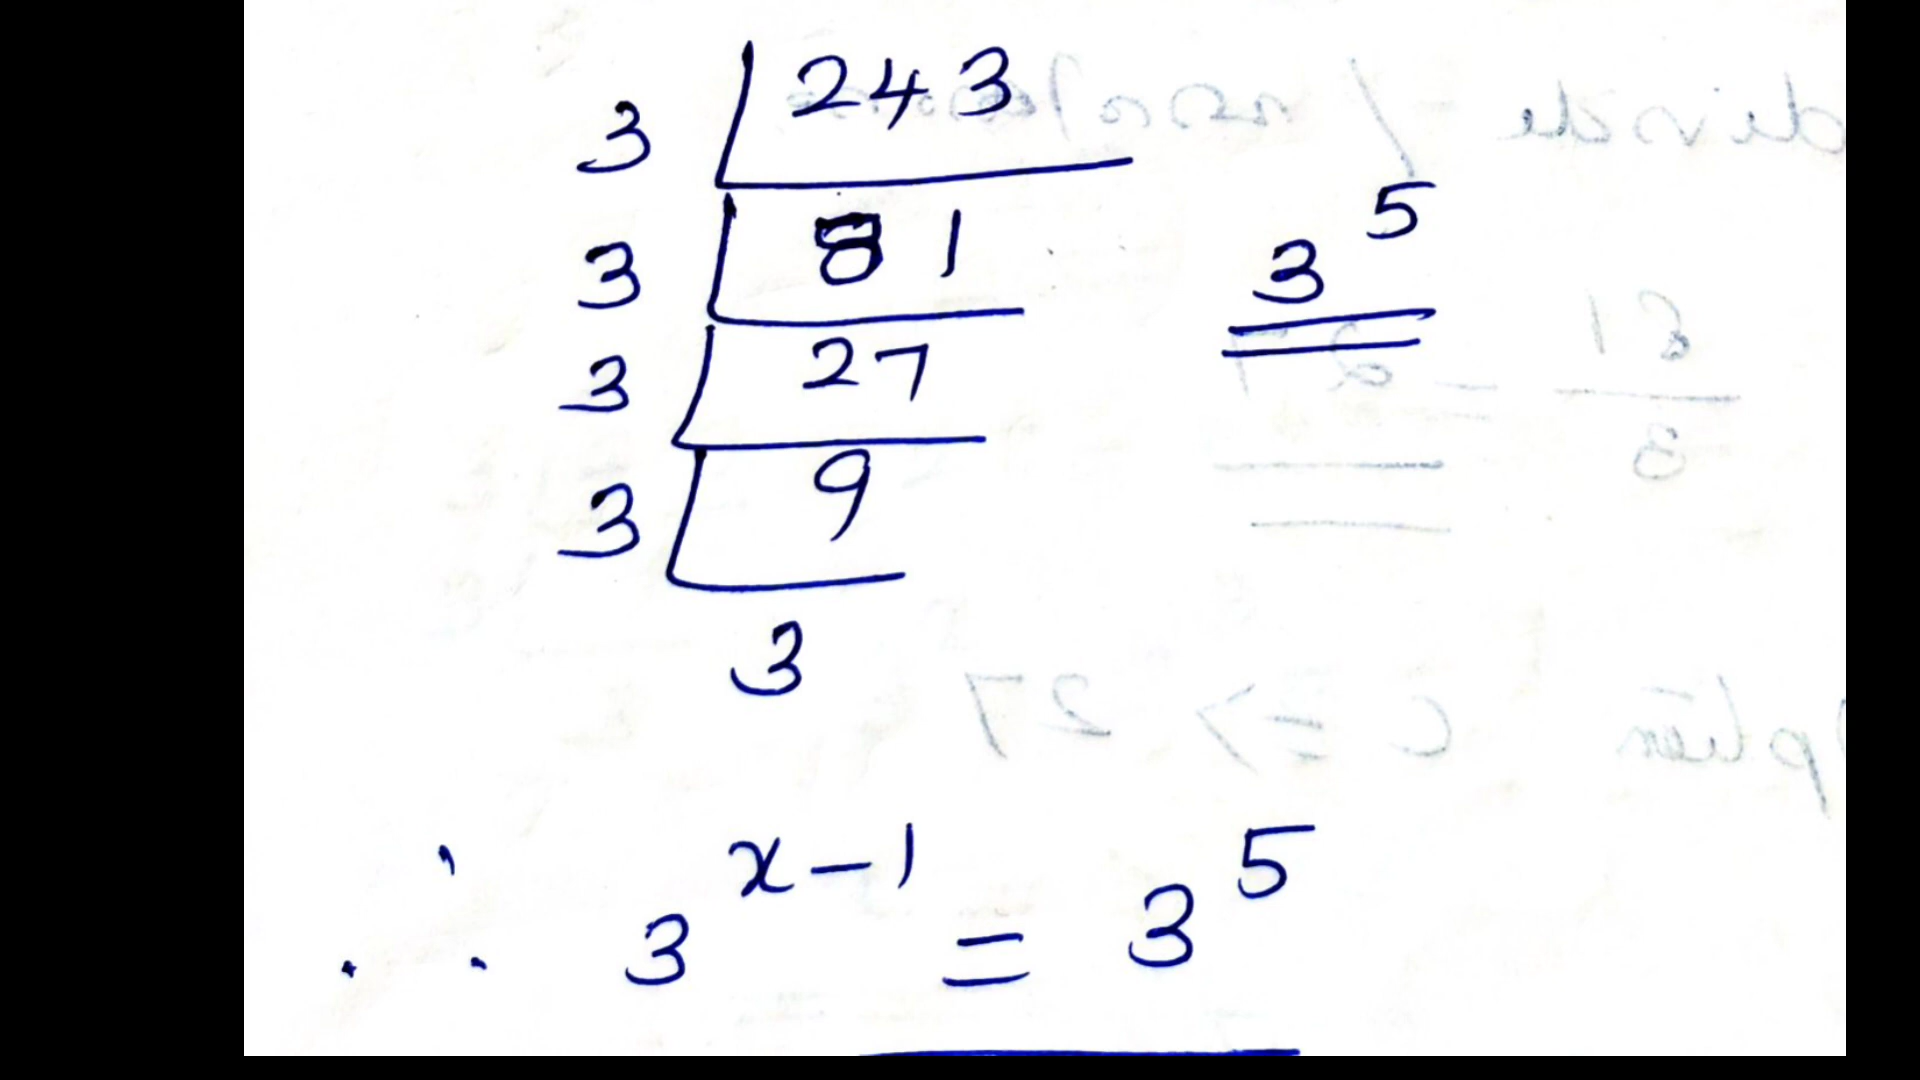 3 | 243
3 | 81
3 | 27
3 | 9
3
3^5
∴ 3^(x-1) = 3^5